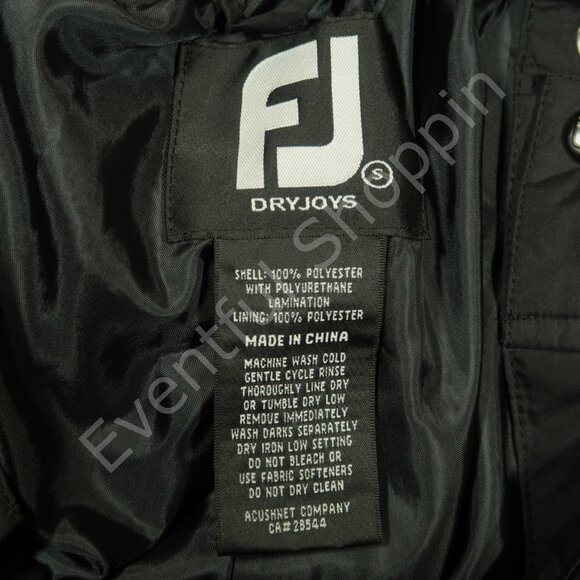 FJ
S
DRYJOYS
SHELL: 100% POLYESTER
WITH POLYURETHANE
LAMINATION
LINING: 100% POLYESTER
MADE IN CHINA
MACHINE WASH COLD
GENTLE CYCLE RINSE
THOROUGHLY LINE DRY
OR TUMBLE DRY LOW
REMOVE IMMEDIATELY
WASH DARKS SEPARATELY
DRY IRON LOW SETTING
DO NOT BLEACH OR
USE FABRIC SOFTENERS
DO NOT DRY CLEAN
ACUSHNET COMPANY
CA# 28544
Eventful Shoppin